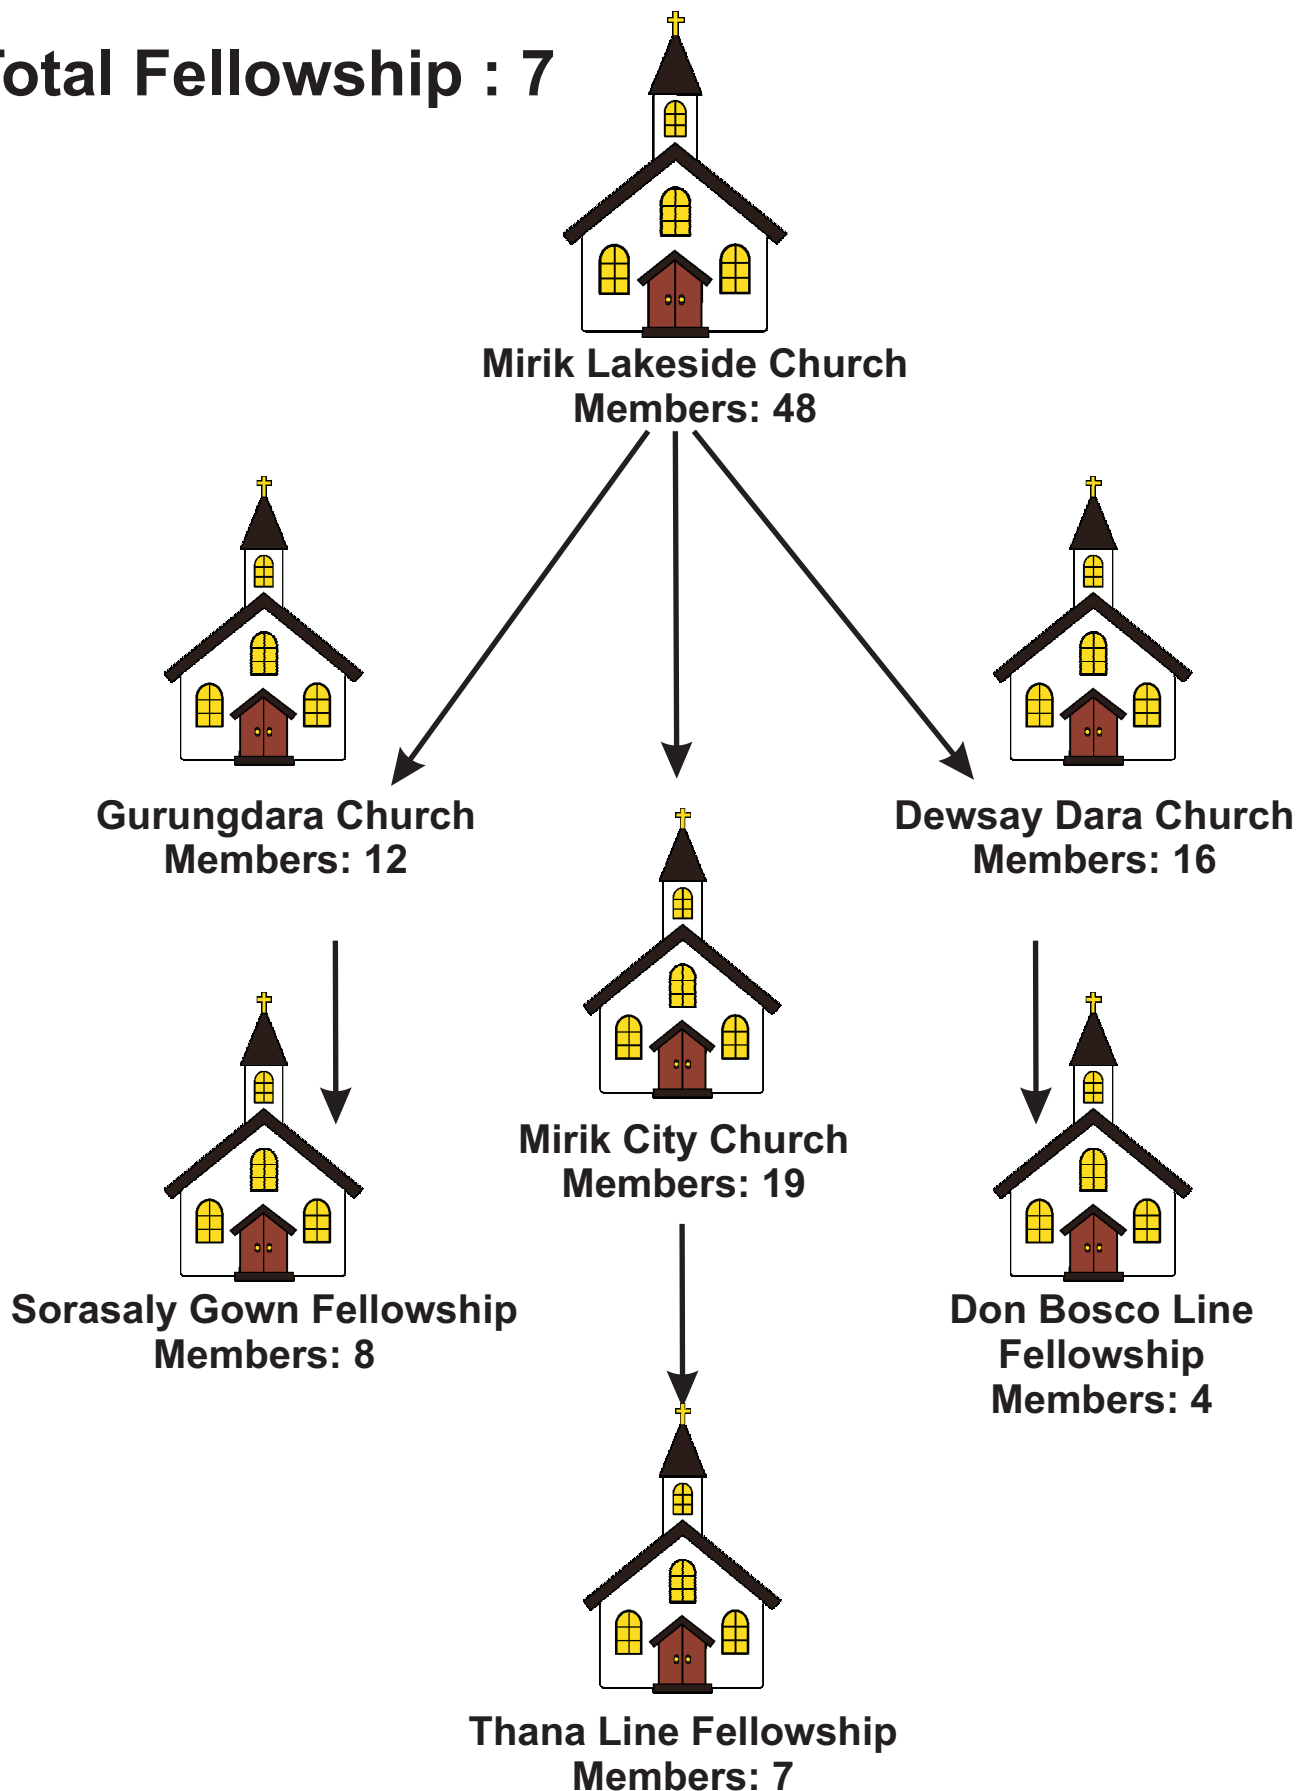 Fellowship : 7
Mirik Lakeside Church
Members: 48
Gurungdara Church
Members: 12
Dewsay Dara Church
Members: 16
Mirik City Church
Members: 19
Sorasaly Gown Fellowship
Members: 8
Don Bosco Line
Fellowship
Members: 4
Thana Line Fellowship
Members: 7